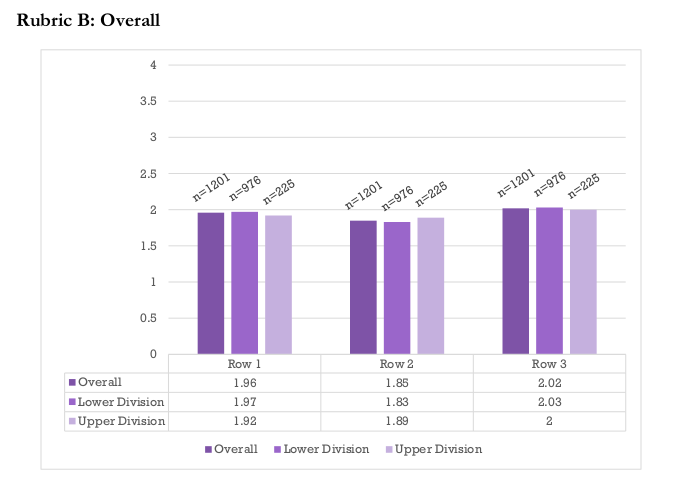 Rubric B: Overall
4
3.5
3
2.5
2
1.5
1
0.5
0
n=1201 n=976 n=225 n=1201 n=976 n=225 n=1201 n=976 n=225
Row 1 Row 2 Row 3
Overall 1.96 1.85 2.02
Lower Division 1.97 1.83 2.03
Upper Division 1.92 1.89 2
Overall Lower Division Upper Division